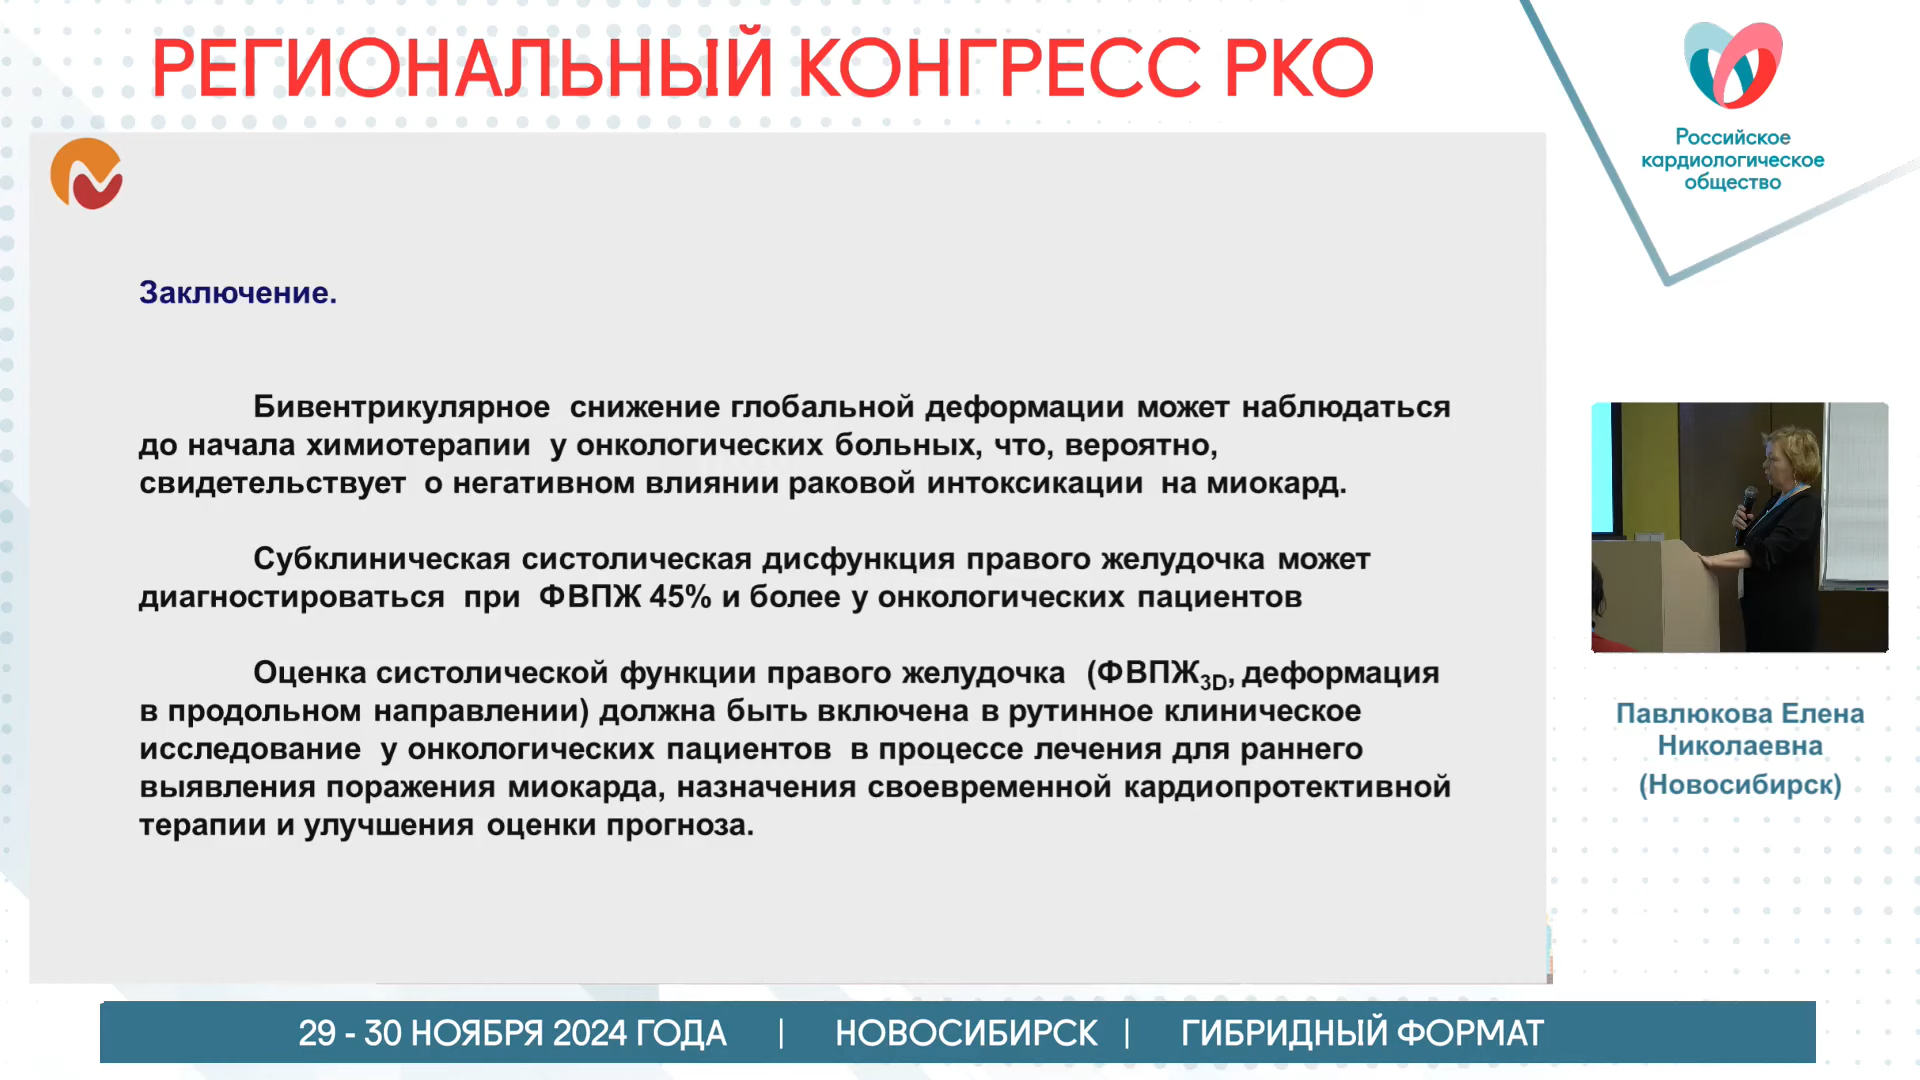 РЕГИОНАЛЬНЫЙ КОНГРЕСС РКО
Российское
кардиологическое
общество
Заключение.
Бивентрикулярное снижение глобальной деформации может наблюдаться
до начала химиотерапии у онкологических больных, что, вероятно,
свидетельствует о негативном влиянии раковой интоксикации на миокард.
Субклиническая систолическая дисфункция правого желудочка может
диагностироваться при ФВПЖ 45% и более у онкологических пациентов
Оценка систолической функции правого желудочка (ФВПЖ3D, деформация
в продольном направлении) должна быть включена в рутинное клиническое
исследование у онкологических пациентов в процессе лечения для раннего
выявления поражения миокарда, назначения своевременной кардиопротективной
терапии и улучшения оценки прогноза.
Павлюкова Елена
Николаевна
(Новосибирск)
29 - 30 НОЯБРЯ 2024 ГОДА | НОВОСИБИРСК | ГИБРИДНЫЙ ФОРМАТ